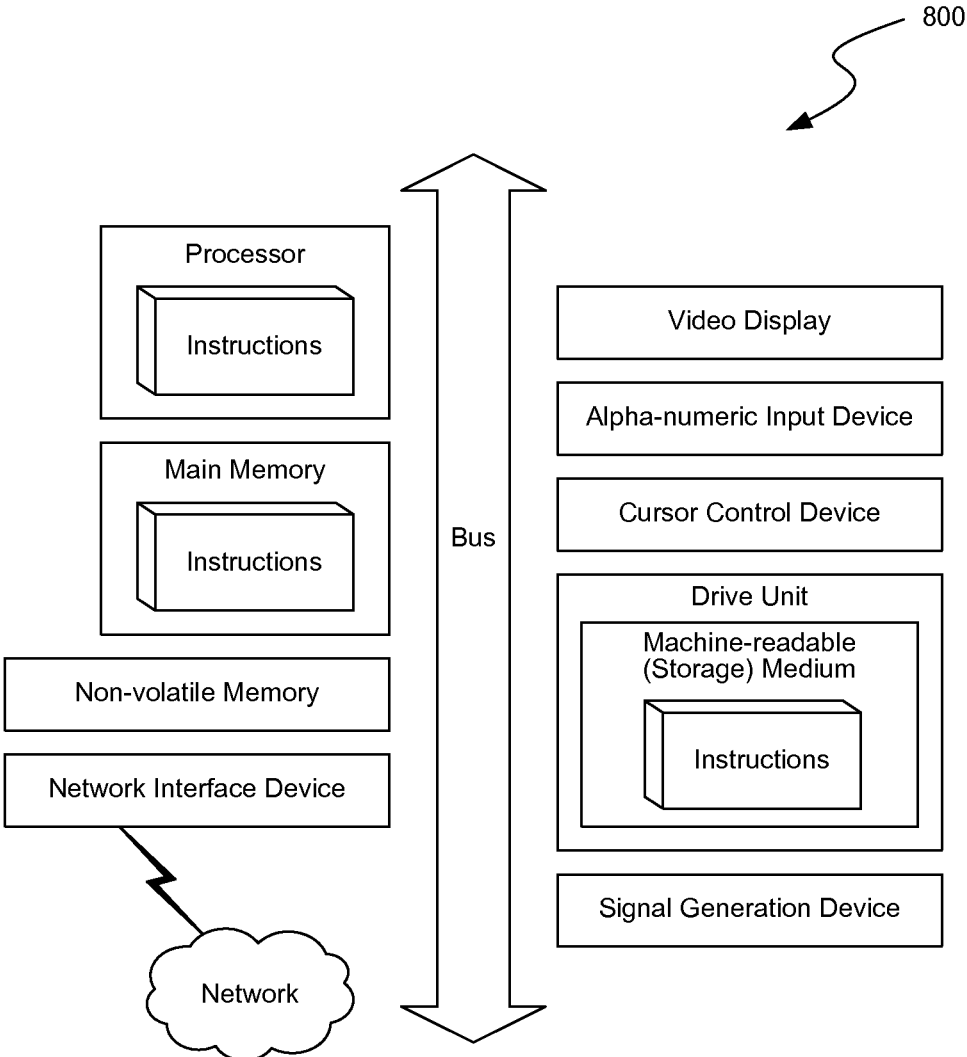 800
Processor
Instructions
Main Memory
Instructions
Non-volatile Memory
Network Interface Device
Network
Bus
Video Display
Alpha-numeric Input Device
Cursor Control Device
Drive Unit
Machine-readable
(Storage) Medium
Instructions
Signal Generation Device